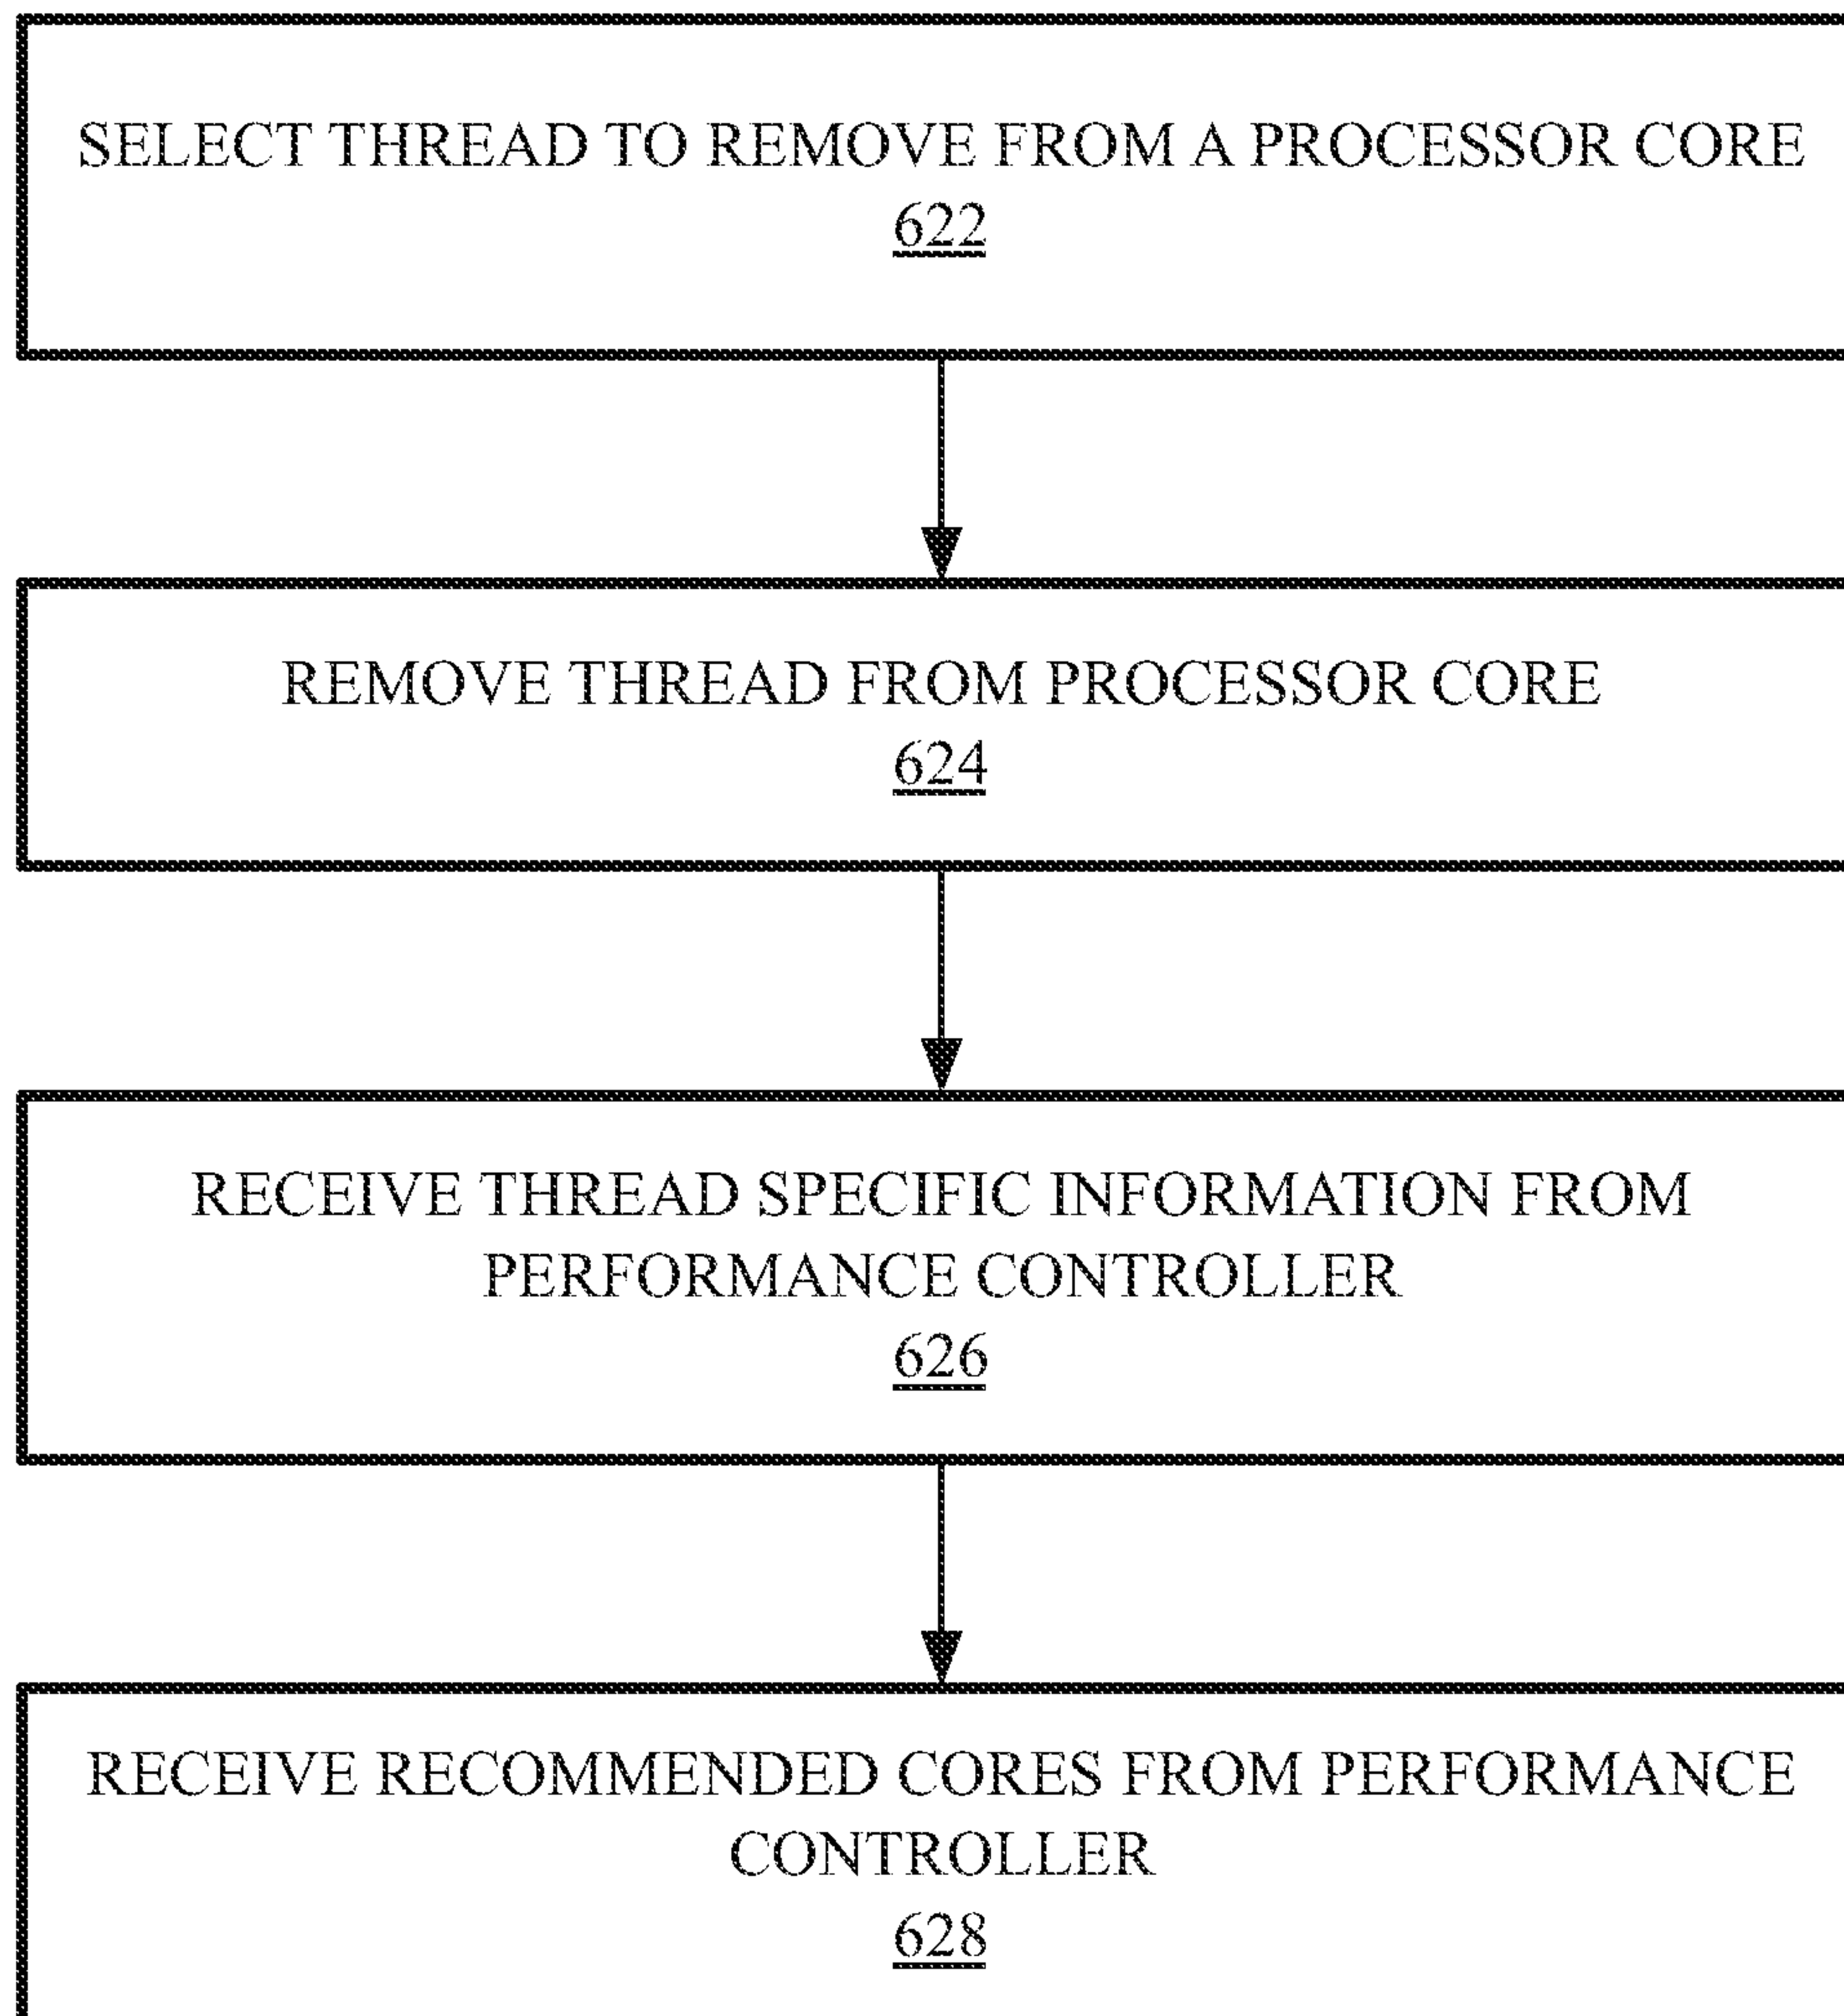 SELECT THREAD TO REMOVE FROM A PROCESSOR CORE
622
REMOVE THREAD FROM PROCESSOR CORE
624
RECEIVE THREAD SPECIFIC INFORMATION FROM
PERFORMANCE CONTROLLER
626
RECEIVE RECOMMENDED CORES FROM PERFORMANCE
CONTROLLER
628